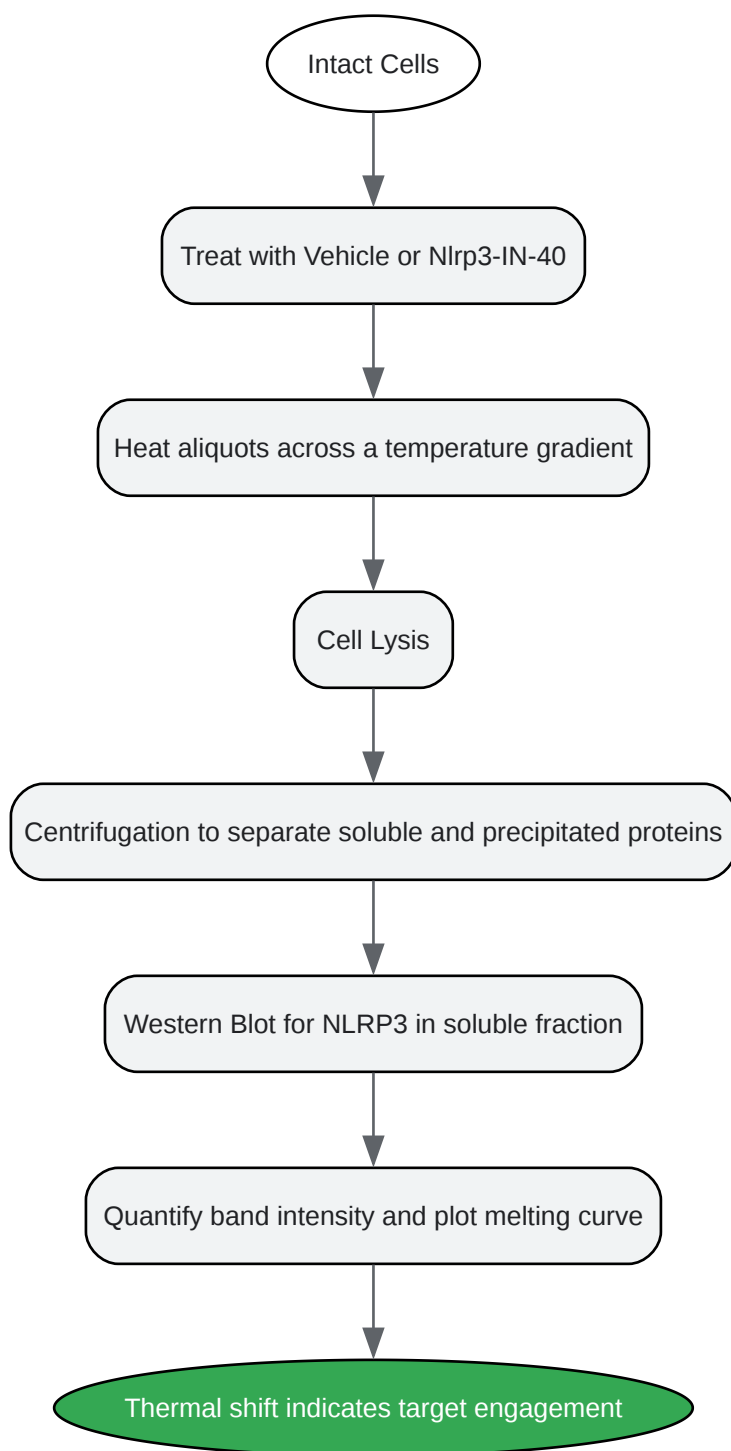 Intact Cells
Treat with Vehicle or Nlrp3-IN-40
Heat aliquots across a temperature gradient
Cell Lysis
Centrifugation to separate soluble and precipitated proteins
Western Blot for NLRP3 in soluble fraction
Quantify band intensity and plot melting curve
Thermal shift indicates target engagement